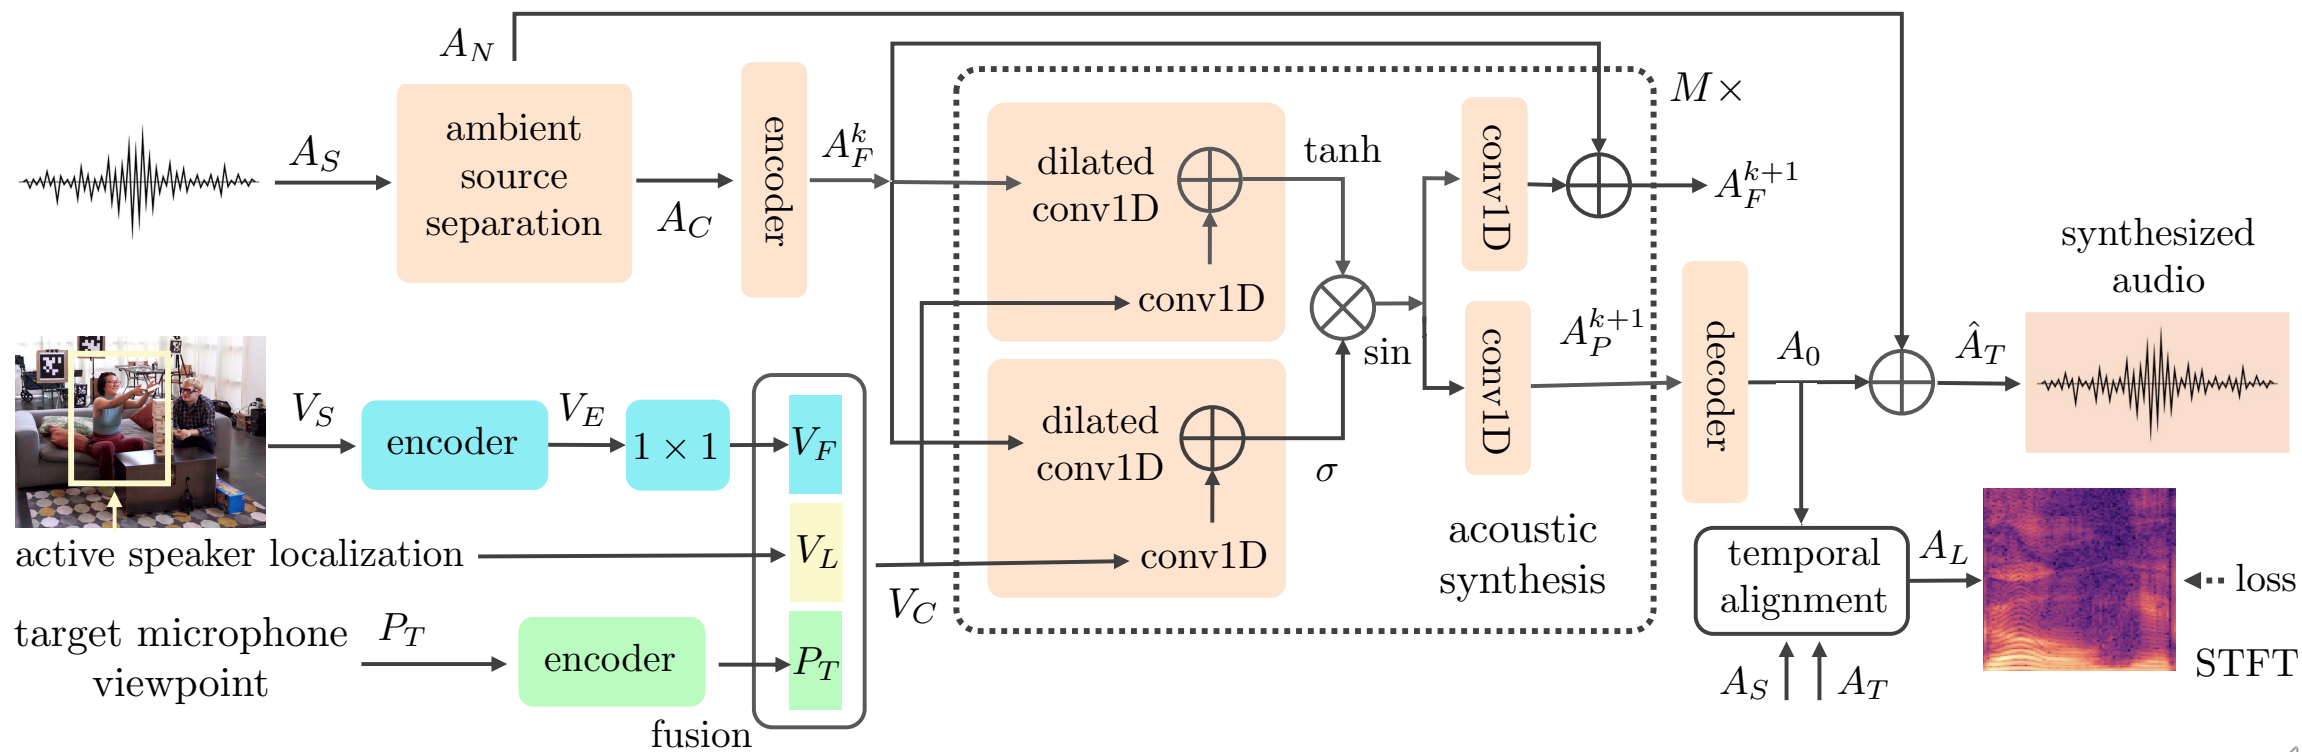 A_N
A_S
ambient
source
separation
A_C
encoder
A_F^k
M ×
dilated
conv1D
tanh
conv1D
conv1D
A_F^{k+1}
sin
conv1D
A_P^{k+1}
decoder
A_0
Â_T
synthesized
audio
V_S
encoder
V_E
1 × 1
V_F
dilated
conv1D
σ
conv1D
acoustic
synthesis
active speaker localization
V_L
V_C
temporal
alignment
A_L
loss
target microphone
viewpoint
P_T
encoder
P_T
fusion
A_S
A_T
STFT